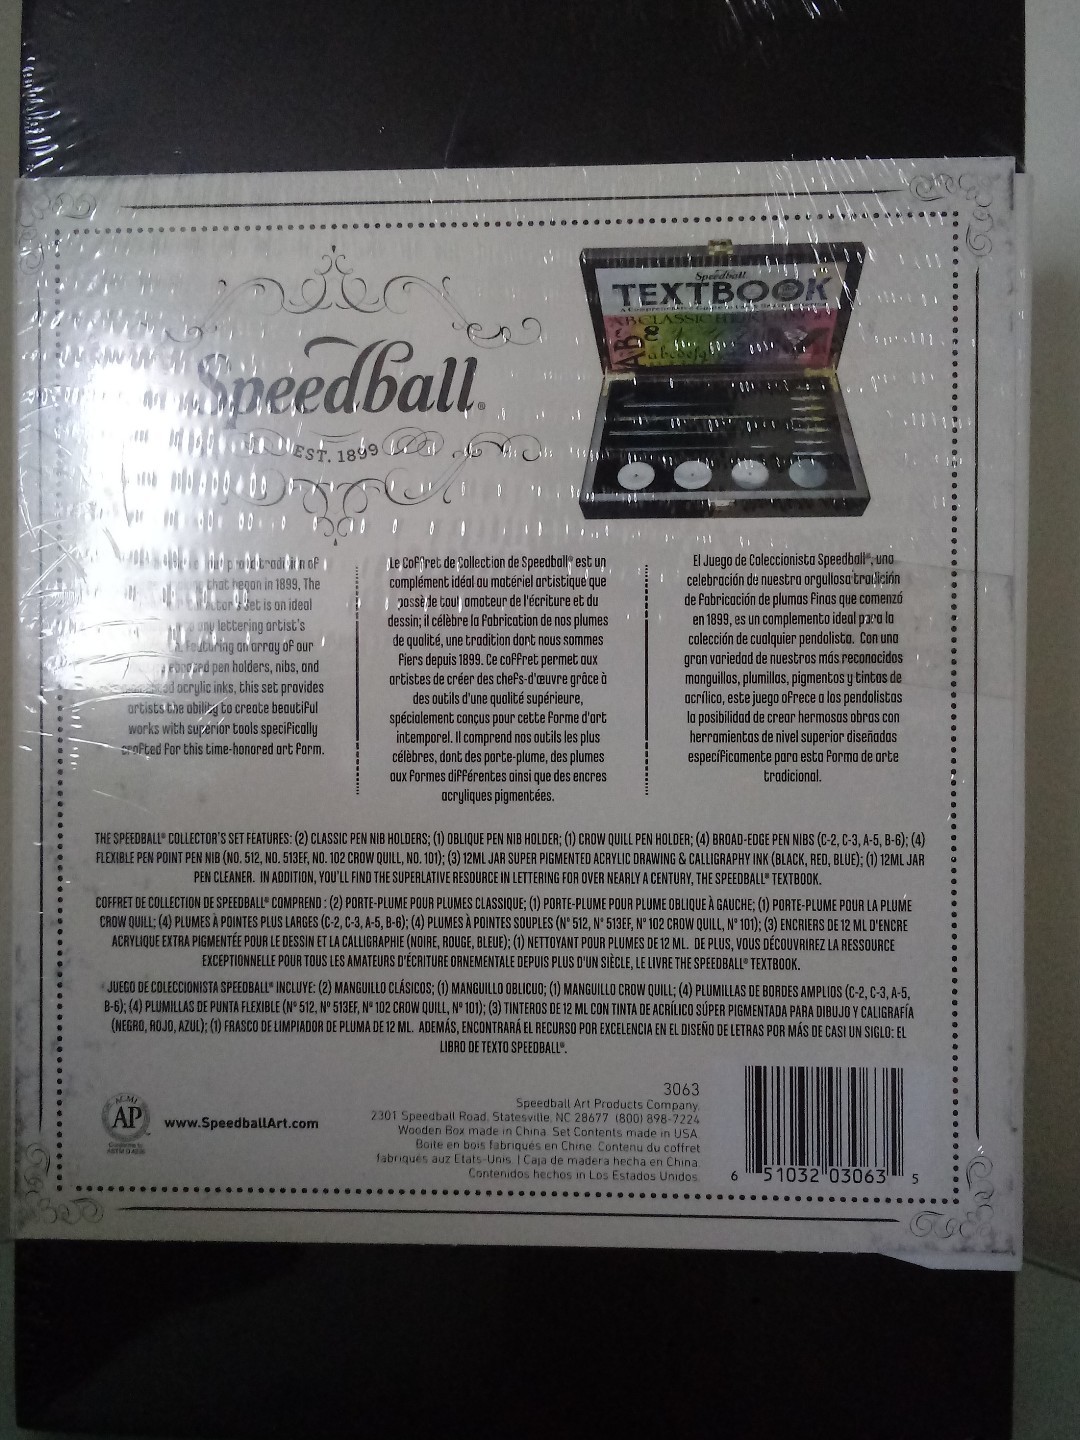 Speedball
TEXTBOOK
Speedball®
EST. 1899
tradition of
that began in 1899. The
Set is an ideal
any lettering artist's
Featuring an array of our
pen holders, nibs, and
acrylic inks, this set provides
artists the ability to create beautiful
works with superior tools specifically
crafted for this time-honored art form.
Le Coffret de Collection de Speedball® est un
complément idéal au matériel artistique que
possède tout amateur de l'écriture et du
dessin; il célèbre la fabrication de nos plumes
de qualité, une tradition dont nous sommes
fiers depuis 1899. Ce coffret permet aux
artistes de créer des chefs-d'œuvre grâce à
des outils d'une qualité supérieure,
spécialement conçus pour cette forme d'art
intemporel. Il comprend nos outils les plus
célèbres, dont des porte-plume, des plumes
aux formes différentes ainsi que des encres
acryliques pigmentées.
El Juego de Coleccionista Speedball®, una
celebración de nuestra orgullosa tradición
de fabricación de plumas finas que comenzó
en 1899, es un complemento ideal para la
colección de cualquier pendolista. Con una
gran variedad de nuestros más reconocidos
manguillos, plumillas, pigmentos y tintas de
acrílico, este juego ofrece a los pendolistas
la posibilidad de crear hermosas obras con
herramientas de nivel superior diseñadas
específicamente para esta forma de arte
tradicional.
THE SPEEDBALL® COLLECTOR'S SET FEATURES: (2) CLASSIC PEN NIB HOLDERS; (1) OBLIQUE PEN NIB HOLDER; (1) CROW QUILL PEN HOLDER; (4) BROAD-EDGE PEN NIBS (C-2, C-3, A-5, B-6); (4)
FLEXIBLE PEN POINT PEN NIB (NO. 512, NO. 513EF, NO. 102 CROW QUILL, NO. 101); (3) 12ML JAR SUPER PIGMENTED ACRYLIC DRAWING & CALLIGRAPHY INK (BLACK, RED, BLUE); (1) 12ML JAR
PEN CLEANER. IN ADDITION, YOU'LL FIND THE SUPERLATIVE RESOURCE IN LETTERING FOR OVER NEARLY A CENTURY, THE SPEEDBALL® TEXTBOOK.
COFFRET DE COLLECTION DE SPEEDBALL® COMPREND : (2) PORTE-PLUME POUR PLUMES CLASSIQUE; (1) PORTE-PLUME POUR PLUME OBLIQUE À GAUCHE; (1) PORTE-PLUME POUR LA PLUME
CROW QUILL; (4) PLUMES À POINTES PLUS LARGES (C-2, C-3, A-5, B-6); (4) PLUMES À POINTES SOUPLES (N° 512, N° 513EF, N° 102 CROW QUILL, N° 101); (3) ENCRIERS DE 12 ML D'ENCRE
ACRYLIQUE EXTRA PIGMENTÉE POUR LE DESSIN ET LA CALLIGRAPHIE (NOIRE, ROUGE, BLEUE); (1) NETTOYANT POUR PLUMES DE 12 ML. DE PLUS, VOUS DÉCOUVRIREZ LA RESSOURCE
EXCEPTIONNELLE POUR TOUS LES AMATEURS D'ÉCRITURE ORNEMENTALE DEPUIS PLUS D'UN SIÈCLE, LE LIVRE THE SPEEDBALL® TEXTBOOK.
JUEGO DE COLECCIONISTA SPEEDBALL® INCLUYE: (2) MANGUILLO CLÁSICOS; (1) MANGUILLO OBLICUO; (1) MANGUILLO CROW QUILL; (4) PLUMILLAS DE BORDES AMPLIOS (C-2, C-3, A-5,
B-6); (4) PLUMILLAS DE PUNTA FLEXIBLE (N° 512, N° 513EF, N° 102 CROW QUILL, N° 101); (3) TINTEROS DE 12 ML CON TINTA DE ACRÍLICO SÚPER PIGMENTADA PARA DIBUJO Y CALIGRAFÍA
(NEGRO, ROJO, AZUL); (1) FRASCO DE LIMPIADOR DE PLUMA DE 12 ML. ADEMÁS, ENCONTRARÁ EL RECURSO POR EXCELENCIA EN EL DISEÑO DE LETRAS POR MÁS DE CASI UN SIGLO: EL
LIBRO DE TEXTO SPEEDBALL®.
ACMI
AP
www.SpeedballArt.com
3063
Speedball Art Products Company,
2301 Speedball Road, Statesville, NC 28677 (800) 898-7224
Wooden Box made in China. Set Contents made in USA.
Boite en bois fabriqués en Chine. Contenu du coffret
fabriqués auz Etats-Unis. | Caja de madera hecha en China.
Contenidos hechos in Los Estados Unidos.
6 51032 03063 5